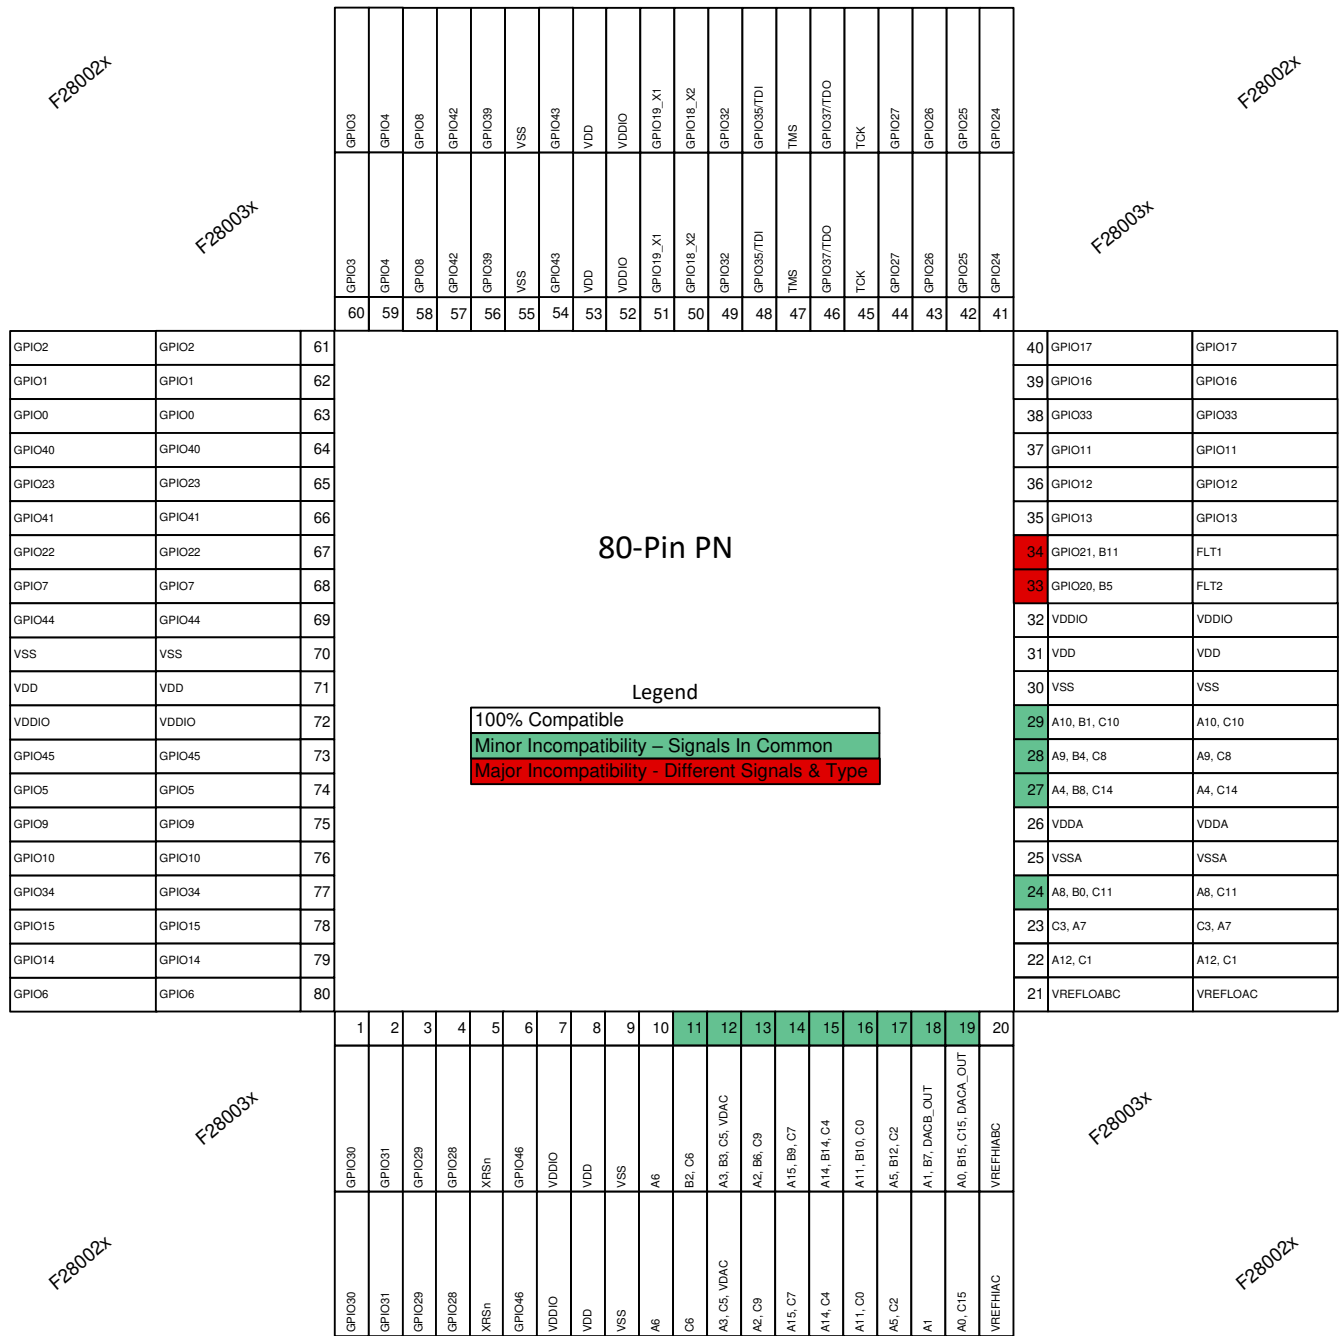 F28002x
F28002x
F28003x
F28003x
GPIO3 GPIO4 GPIO8 GPIO42 GPIO39 VSS GPIO43 VDD VDDIO GPIO19_X1 GPIO18_X2 GPIO32 GPIO35/TDI TMS GPIO37/TDO TCK GPIO27 GPIO26 GPIO25 GPIO24
GPIO3 GPIO4 GPIO8 GPIO42 GPIO39 VSS GPIO43 VDD VDDIO GPIO19_X1 GPIO18_X2 GPIO32 GPIO35/TDI TMS GPIO37/TDO TCK GPIO27 GPIO26 GPIO25 GPIO24
60 59 58 57 56 55 54 53 52 51 50 49 48 47 46 45 44 43 42 41
GPIO2 GPIO2 61
GPIO1 GPIO1 62
GPIO0 GPIO0 63
GPIO40 GPIO40 64
GPIO23 GPIO23 65
GPIO41 GPIO41 66
GPIO22 GPIO22 67
GPIO7 GPIO7 68
GPIO44 GPIO44 69
VSS VSS 70
VDD VDD 71
VDDIO VDDIO 72
GPIO45 GPIO45 73
GPIO5 GPIO5 74
GPIO9 GPIO9 75
GPIO10 GPIO10 76
GPIO34 GPIO34 77
GPIO15 GPIO15 78
GPIO14 GPIO14 79
GPIO6 GPIO6 80
80-Pin PN
Legend
100% Compatible
Minor Incompatibility – Signals In Common
Major Incompatibility - Different Signals & Type
40 GPIO17 GPIO17
39 GPIO16 GPIO16
38 GPIO33 GPIO33
37 GPIO11 GPIO11
36 GPIO12 GPIO12
35 GPIO13 GPIO13
34 GPIO21, B11 FLT1
33 GPIO20, B5 FLT2
32 VDDIO VDDIO
31 VDD VDD
30 VSS VSS
29 A10, B1, C10 A10, C10
28 A9, B4, C8 A9, C8
27 A4, B8, C14 A4, C14
26 VDDA VDDA
25 VSSA VSSA
24 A8, B0, C11 A8, C11
23 C3, A7 C3, A7
22 A12, C1 A12, C1
21 VREFLOABC VREFLOAC
1 2 3 4 5 6 7 8 9 10 11 12 13 14 15 16 17 18 19 20
GPIO30 GPIO31 GPIO29 GPIO28 XRSn GPIO46 VDDIO VDD VSS A6 B2, C6 A3, B3, C5, VDAC A2, B6, C9 A15, B9, C7 A14, B14, C4 A11, B10, C0 A5, B12, C2 A1, B7, DACB_OUT A0, B15, C15, DACA_OUT VREFHIABC
GPIO30 GPIO31 GPIO29 GPIO28 XRSn GPIO46 VDDIO VDD VSS A6 C6 A3, C5, VDAC A2, C9 A15, C7 A14, C4 A11, C0 A5, C2 A1 A0, C15 VREFHIAC
F28003x
F28003x
F28002x
F28002x